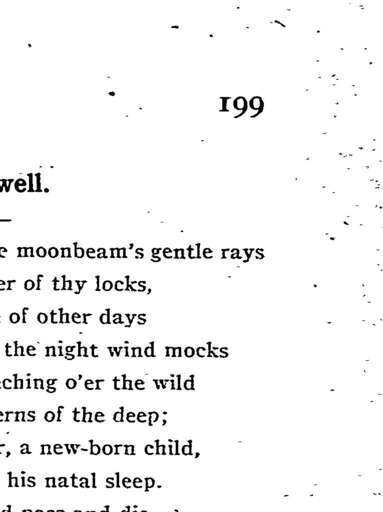 199
well.
moonbeam's gentle rays
er of thy locks,
of other days
the night wind mocks
ching o'er the wild
erns of the deep;
r, a new-born child,
his natal sleep.